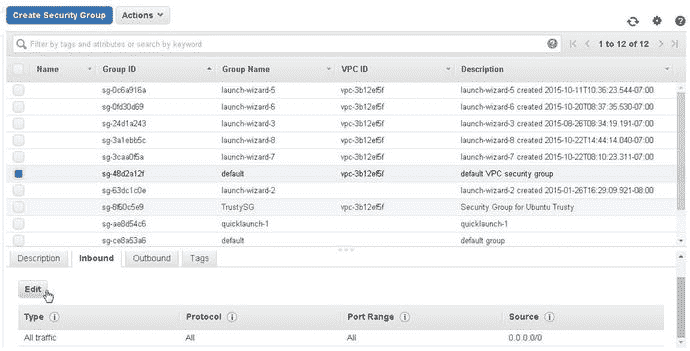 Create Security Group Actions
Filter by tags and attributes or search by keyword 1 to 12 of 12
Name Group ID Group Name VPC ID Description
sg-0c6a916a launch-wizard-5 vpc-3b12ef5f launch-wizard-5 created 2015-10-11T10:36:23.544-07:00
sg-0fd30d69 launch-wizard-6 vpc-3b12ef5f launch-wizard-6 created 2015-10-20T08:37:35.530-07:00
sg-24d1a243 launch-wizard-3 vpc-3b12ef5f launch-wizard-3 created 2015-08-26T08:34:19.191-07:00
sg-3a1ebb5c launch-wizard-8 vpc-3b12ef5f launch-wizard-8 created 2015-10-22T14:44:14.040-07:00
sg-3caa0f5a launch-wizard-7 vpc-3b12ef5f launch-wizard-7 created 2015-10-22T08:10:23.311-07:00
sg-48d2a12f default vpc-3b12ef5f default VPC security group
sg-63dc1c0e launch-wizard-2 launch-wizard-2 created 2015-01-26T16:29:09.921-08:00
sg-8f60c5e9 TrustySG vpc-3b12ef5f Security Group for Ubuntu Trusty
sg-ae8d54c6 quicklaunch-1 quicklaunch-1
sg-ce8a53a6 default default group
Description Inbound Outbound Tags
Edit
Type Protocol Port Range Source
All traffic All All 0.0.0.0/0